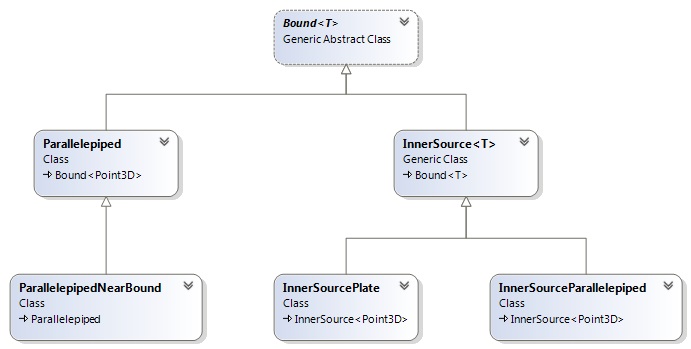 Bound<T>
Generic Abstract Class
Parallelepiped
Class
Bound<Point3D>
InnerSource<T>
Generic Class
Bound<T>
ParallelepipedNearBound
Class
Parallelepiped
InnerSourcePlate
Class
InnerSource<Point3D>
InnerSourceParallelepiped
Class
InnerSource<Point3D>